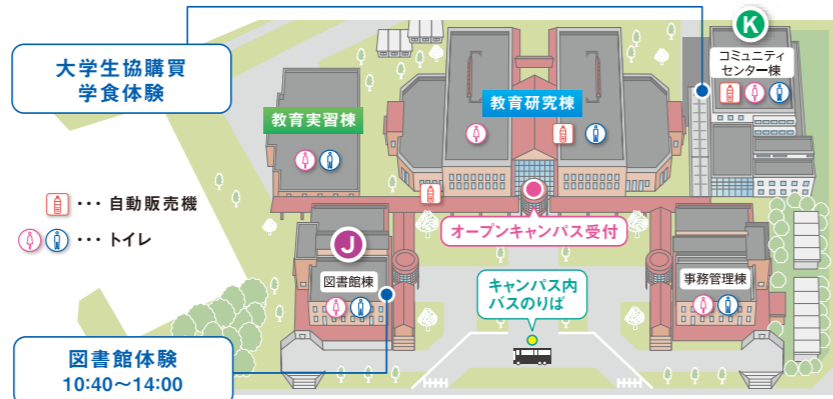 大学生協購買
学食体験
K
コミュニティ
センター棟
教育研究棟
教育実習棟
・・・ 自動販売機
・・・ トイレ
オープンキャンパス受付
J
図書館棟
事務管理棟
キャンパス内
バスのりば
図書館体験
10:40〜14:00